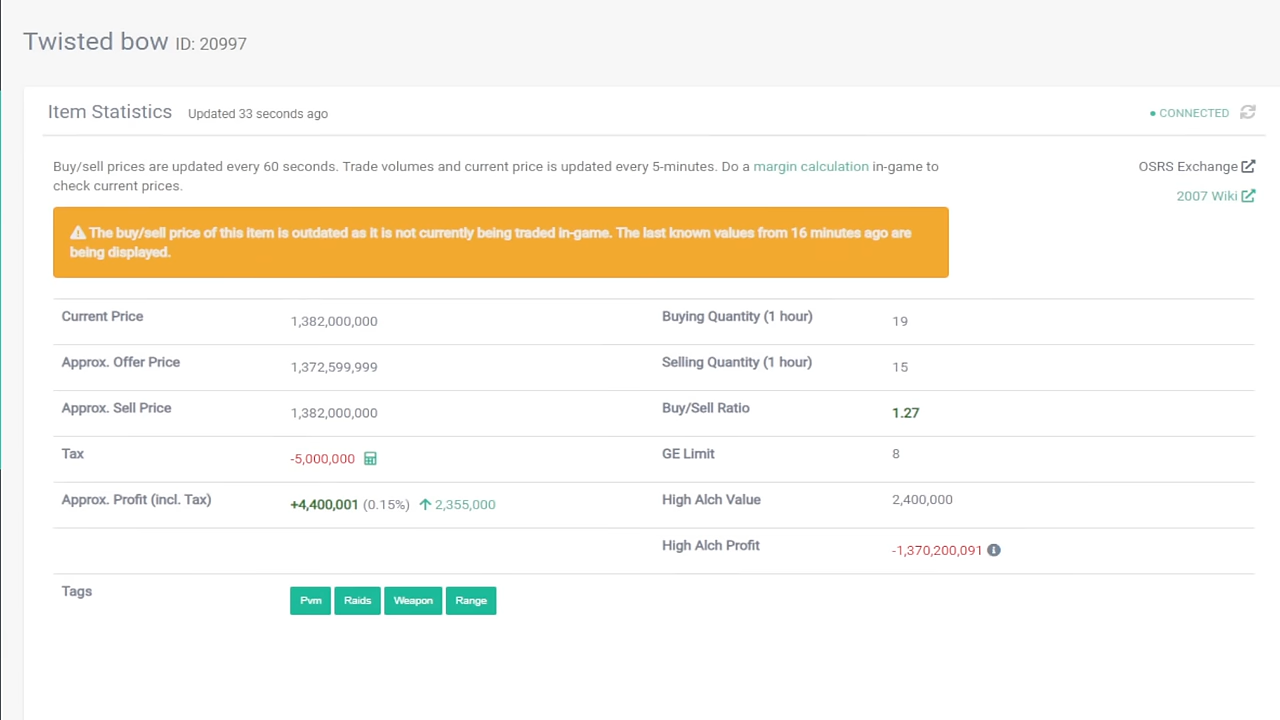 Twisted bow ID: 20997
Item Statistics Updated 33 seconds ago
CONNECTED
Buy/sell prices are updated every 60 seconds. Trade volumes and current price is updated every 5-minutes. Do a margin calculation in-game to
check current prices.
OSRS Exchange
2007 Wiki
The buy/sell price of this item is outdated as it is not currently being traded in-game. The last known values from 16 minutes ago are
being displayed.
Current Price 1,382,000,000 Buying Quantity (1 hour) 19
Approx. Offer Price 1,372,599,999 Selling Quantity (1 hour) 15
Approx. Sell Price 1,382,000,000 Buy/Sell Ratio 1.27
Tax -5,000,000 GE Limit 8
Approx. Profit (incl. Tax) +4,400,001 (0.15%) 2,355,000 High Alch Value 2,400,000
High Alch Profit -1,370,200,091
Tags Pvm Raids Weapon Range